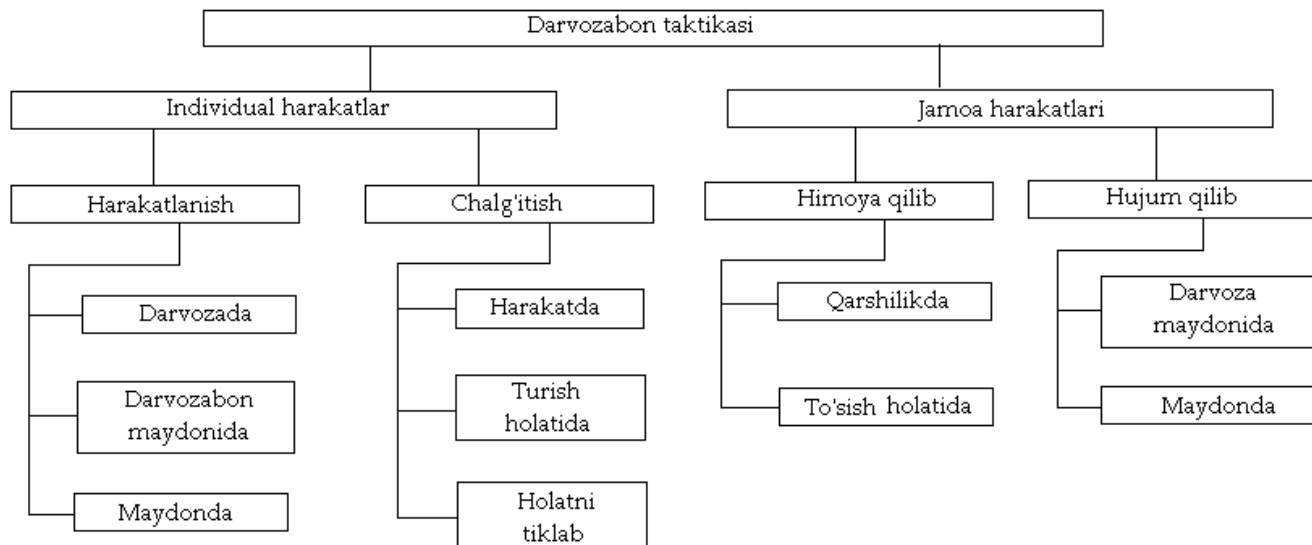 Darvozabon taktikasi
Individual harakatlar
Jamoa harakatlari
Harakatlanish
Chalg'itish
Himoya qilib
Hujum qilib
Darvozada
Darvozabon
maydonida
Maydonda
Harakatda
Turish
holatida
Holatni
tiklab
Qarshilikda
To'sish holatida
Darvoza
maydonida
Maydonda